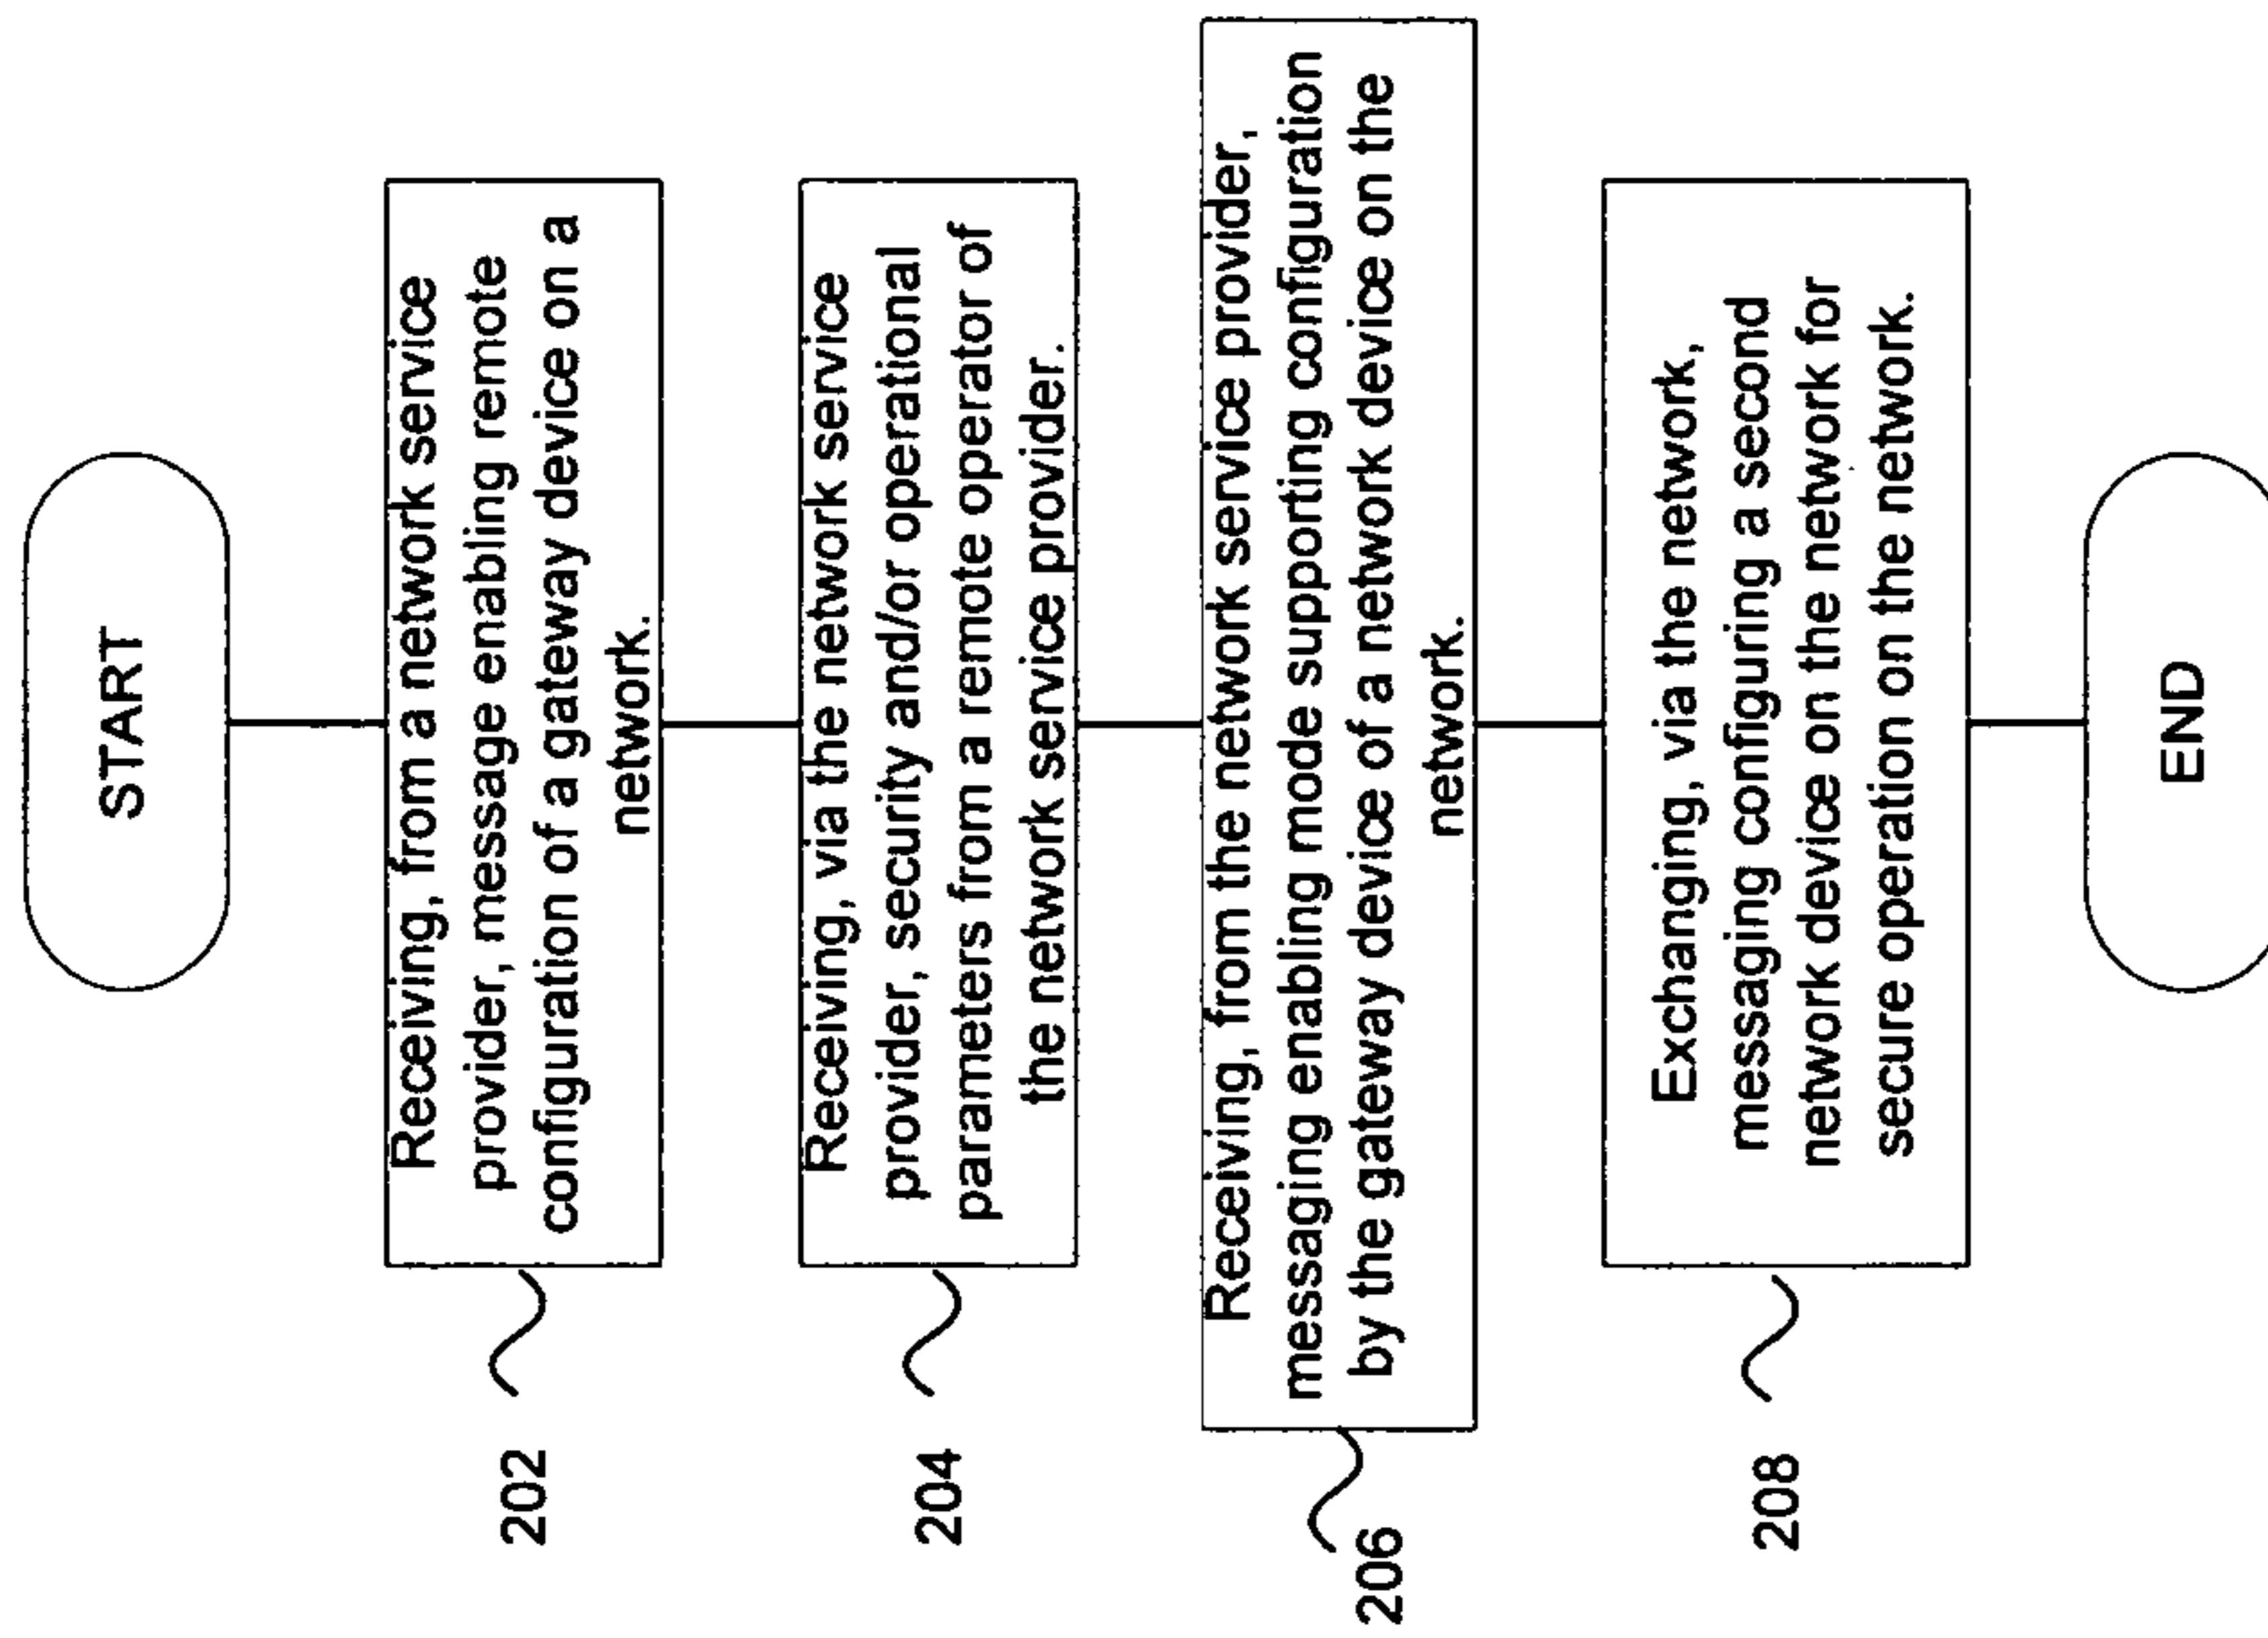 START
202
Receiving, from a network service
provider, message enabling remote
configuration of a gateway device on a
network.
204
Receiving, via the network service
provider, security and/or operational
parameters from a remote operator of
the network service provider.
206
Receiving, from the network service provider,
messaging enabling mode supporting configuration
by the gateway device of a network device on the
network.
208
Exchanging, via the network,
messaging configuring a second
network device on the network for
secure operation on the network.
END